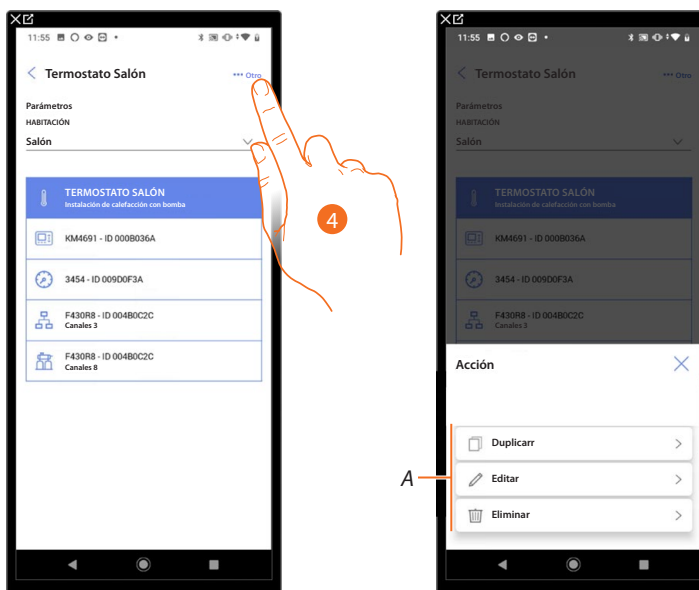 11:55
Termostato Salón
••• Otro
Parámetros
HABITACIÓN
Salón
TERMOSTATO SALÓN
Instalación de calefacción con bomba
KM4691 - ID 000B036A
3454 - ID 009D0F3A
F430R8 - ID 004B0C2C
Canales 3
F430R8 - ID 004B0C2C
Canales 8
4
11:55
Termostato Salón
••• Otro
Parámetros
HABITACIÓN
Salón
TERMOSTATO SALÓN
Instalación de calefacción con bomba
KM4691 - ID 000B036A
3454 - ID 009D0F3A
F430R8 - ID 004B0C2C
Canales 3
Acción
Duplicarr
Editar
Eliminar
A